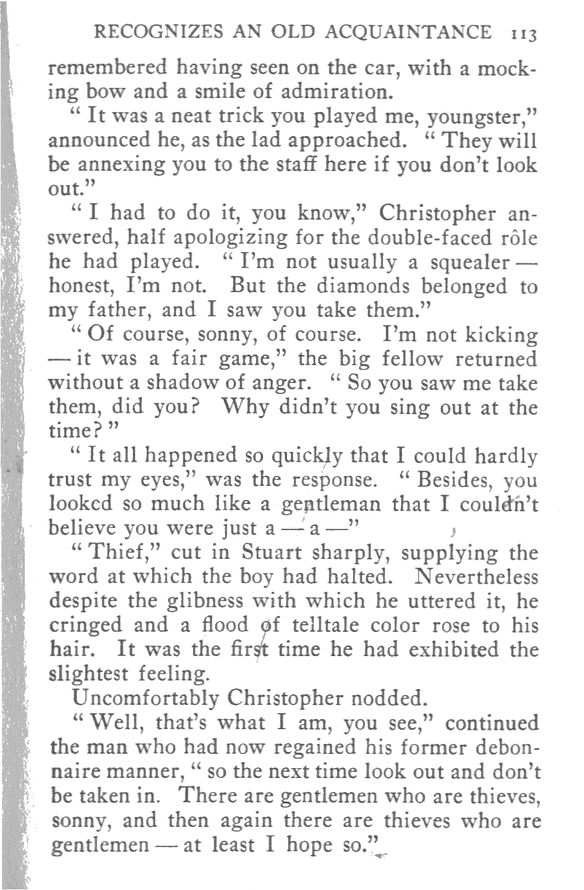 RECOGNIZES AN OLD ACQUAINTANCE 113
remembered having seen on the car, with a mock-
ing bow and a smile of admiration.
“ It was a neat trick you played me, youngster,”
announced he, as the lad approached. “ They will
be annexing you to the staff here if you don’t look
out.”
“ I had to do it, you know,” Christopher an-
swered, half apologizing for the double-faced rôle
he had played. “ I’m not usually a squealer —
honest, I’m not. But the diamonds belonged to
my father, and I saw you take them.”
“ Of course, sonny, of course. I’m not kicking
— it was a fair game,” the big fellow returned
without a shadow of anger. “ So you saw me take
them, did you? Why didn’t you sing out at the
time? ”
“ It all happened so quickly that I could hardly
trust my eyes,” was the response. “ Besides, you
looked so much like a gentleman that I couldn’t
believe you were just a — a —”
“ Thief,” cut in Stuart sharply, supplying the
word at which the boy had halted. Nevertheless
despite the glibness with which he uttered it, he
cringed and a flood of telltale color rose to his
hair. It was the first time he had exhibited the
slightest feeling.
Uncomfortably Christopher nodded.
“ Well, that’s what I am, you see,” continued
the man who had now regained his former debon-
naire manner, “ so the next time look out and don’t
be taken in. There are gentlemen who are thieves,
sonny, and then again there are thieves who are
gentlemen — at least I hope so.”